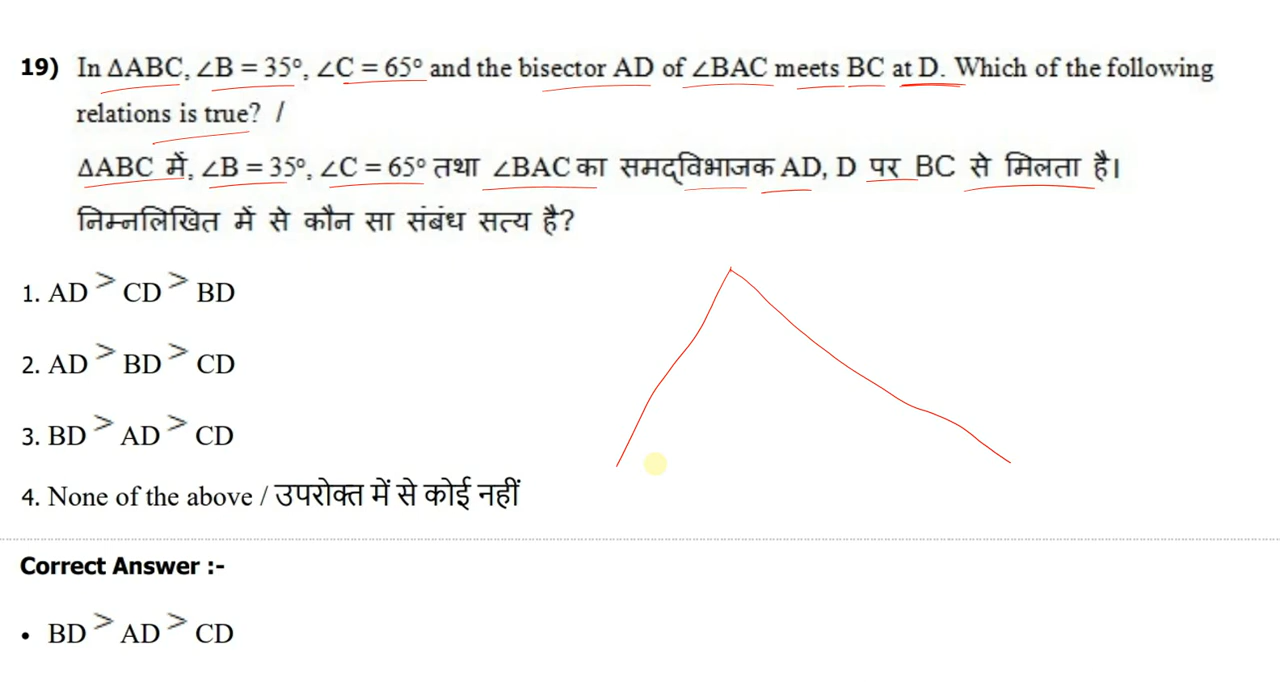 19) In ΔABC, ∠B = 35°, ∠C = 65° and the bisector AD of ∠BAC meets BC at D. Which of the following
relations is true? /
ΔABC में, ∠B = 35°, ∠C = 65° तथा ∠BAC का समद्विभाजक AD, D पर BC से मिलता है।
निम्नलिखित में से कौन सा संबंध सत्य है?
1. AD > CD > BD
2. AD > BD > CD
3. BD > AD > CD
4. None of the above / उपरोक्त में से कोई नहीं
Correct Answer :-
• BD > AD > CD